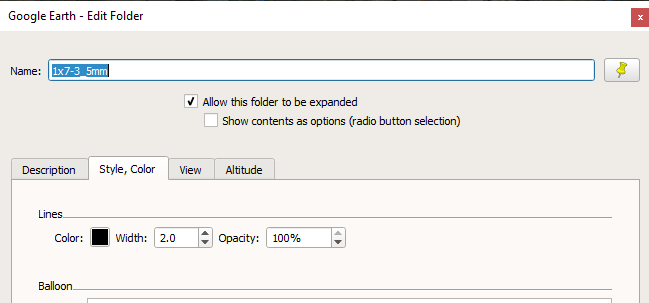 Google Earth - Edit Folder
x
Name: 1x7-3_5mm
Allow this folder to be expanded
Show contents as options (radio button selection)
Description Style, Color View Altitude
Lines
Color: Width: 2.0 Opacity: 100%
Balloon